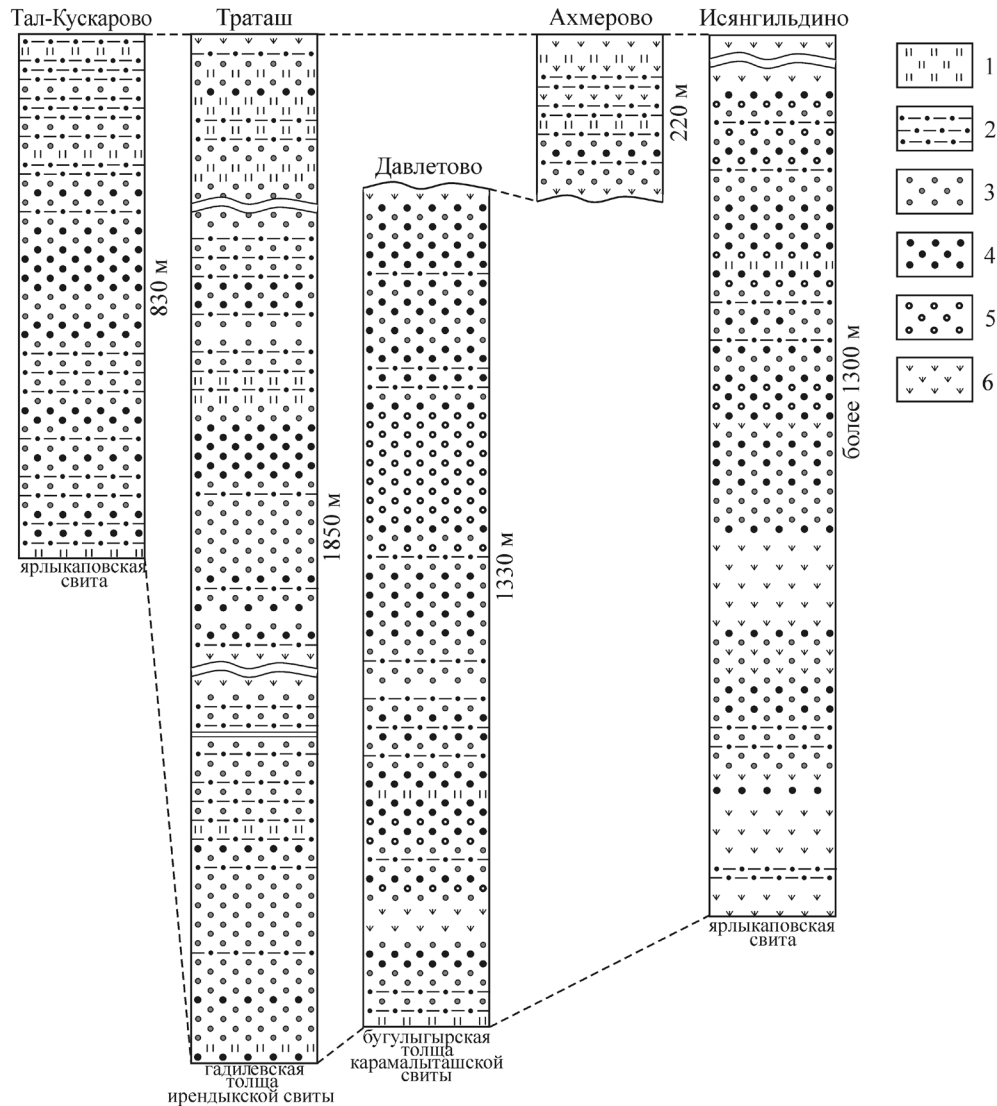 Тал-Кускарово
Траташ
Ахмерово
Исянгильдино
Давлетово
830 м
1850 м
1330 м
220 м
более 1300 м
ярлыкаповская
свита
гадилевская
толща
ирендыкской свиты
бугулыгырская
толща
карамалыташской
свиты
ярлыкаповская
свита
1
2
3
4
5
6